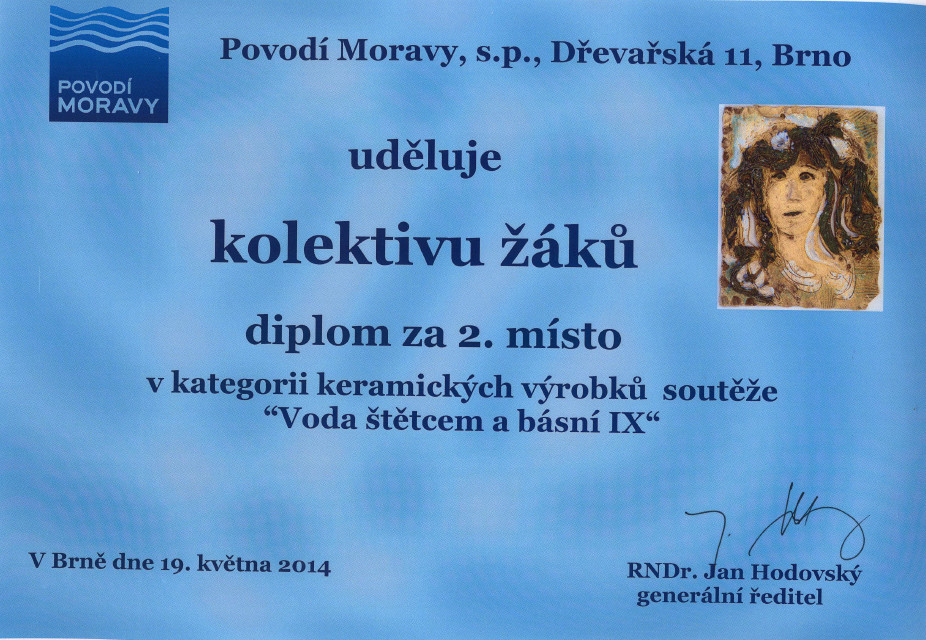 POVODÍ
MORAVY
Povodí Moravy, s.p., Dřevařská 11, Brno
uděluje
kolektivu žáků
diplom za 2. místo
v kategorii keramických výrobků soutěže
“Voda štětcem a básní IX“
V Brně dne 19. května 2014
RNDr. Jan Hodovský
generální ředitel